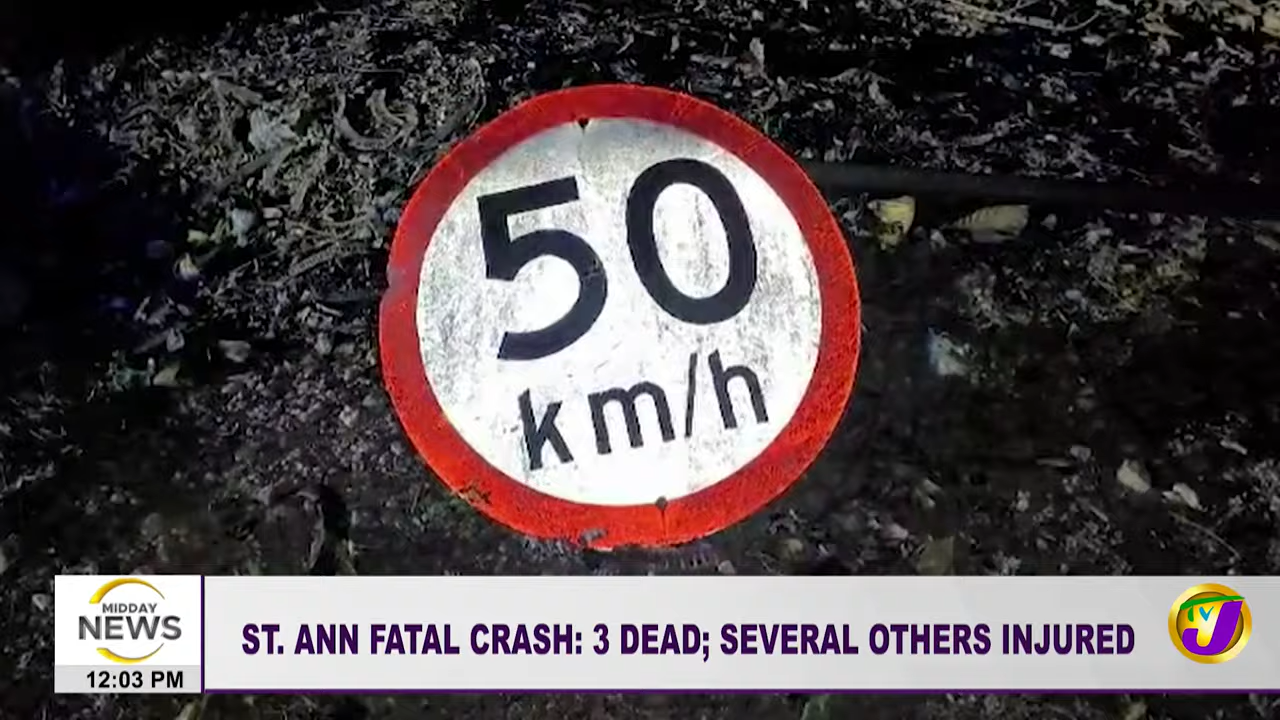 50
km/h
MIDDAY
NEWS
12:03 PM
ST. ANN FATAL CRASH: 3 DEAD; SEVERAL OTHERS INJURED
TVJ